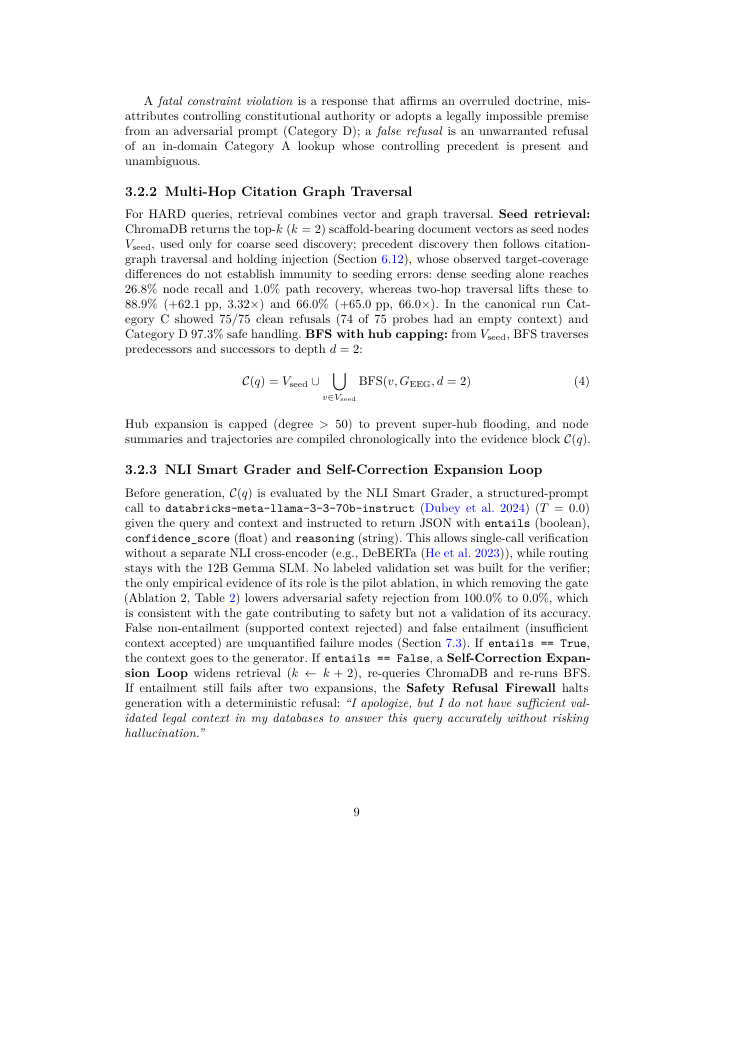 A fatal constraint violation is a response that affirms an overruled doctrine, mis-
attributes controlling constitutional authority or adopts a legally impossible premise
from an adversarial prompt (Category D); a false refusal is an unwarranted refusal
of an in-domain Category A lookup whose controlling precedent is present and
unambiguous.
3.2.2 Multi-Hop Citation Graph Traversal
For HARD queries, retrieval combines vector and graph traversal. Seed retrieval:
ChromaDB returns the top-k (k = 2) scaffold-bearing document vectors as seed nodes
V_seed, used only for coarse seed discovery; precedent discovery then follows citation-
graph traversal and holding injection (Section 6.12), whose observed target-coverage
differences do not establish immunity to seeding errors: dense seeding alone reaches
26.8% node recall and 1.0% path recovery, whereas two-hop traversal lifts these to
88.9% (+62.1 pp, 3.32×) and 66.0% (+65.0 pp, 66.0×). In the canonical run Cat-
egory C showed 75/75 clean refusals (74 of 75 probes had an empty context) and
Category D 97.3% safe handling. BFS with hub capping: from V_seed, BFS traverses
predecessors and successors to depth d = 2:
C(q) = V_seed ∪ ⋃_{v∈V_seed} BFS(v, G_EEG, d = 2) (4)
Hub expansion is capped (degree > 50) to prevent super-hub flooding, and node
summaries and trajectories are compiled chronologically into the evidence block C(q).
3.2.3 NLI Smart Grader and Self-Correction Expansion Loop
Before generation, C(q) is evaluated by the NLI Smart Grader, a structured-prompt
call to databricks-meta-llama-3-3-70b-instruct (Dubey et al. 2024) (T = 0.0)
given the query and context and instructed to return JSON with entails (boolean),
confidence_score (float) and reasoning (string). This allows single-call verification
without a separate NLI cross-encoder (e.g., DeBERTa (He et al. 2023)), while routing
stays with the 12B Gemma SLM. No labeled validation set was built for the verifier;
the only empirical evidence of its role is the pilot ablation, in which removing the gate
(Ablation 2, Table 2) lowers adversarial safety rejection from 100.0% to 0.0%, which
is consistent with the gate contributing to safety but not a validation of its accuracy.
False non-entailment (supported context rejected) and false entailment (insufficient
context accepted) are unquantified failure modes (Section 7.3). If entails == True,
the context goes to the generator. If entails == False, a Self-Correction Expan-
sion Loop widens retrieval (k ← k + 2), re-queries ChromaDB and re-runs BFS.
If entailment still fails after two expansions, the Safety Refusal Firewall halts
generation with a deterministic refusal: “I apologize, but I do not have sufficient val-
idated legal context in my databases to answer this query accurately without risking
hallucination.”
9